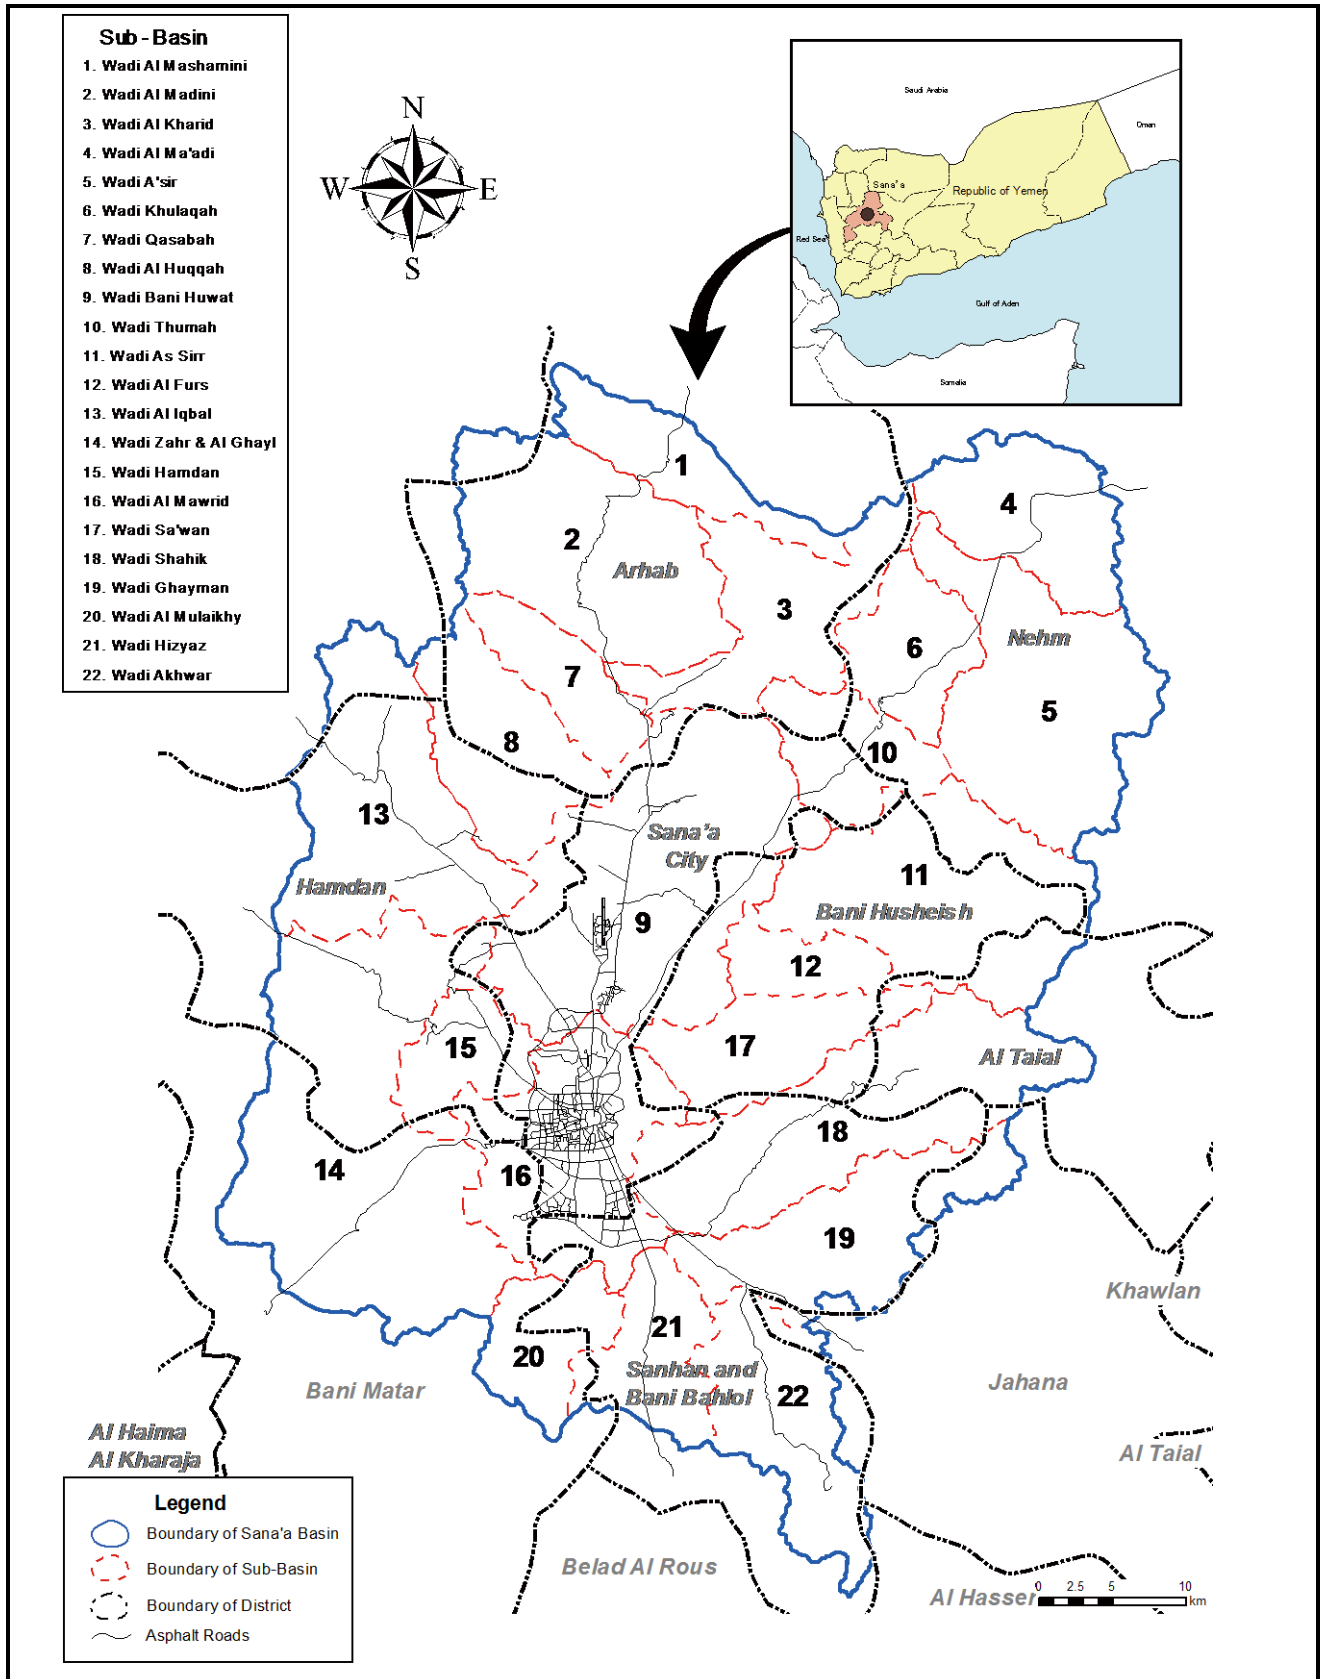 Sub - Basin
1. Wadi Al Mashamini
2. Wadi Al Madini
3. Wadi Al Kharid
4. Wadi Al Ma'adi
5. Wadi A'sir
6. Wadi Khulaqah
7. Wadi Qasabah
8. Wadi Al Huqqah
9. Wadi Bani Huwat
10. Wadi Thumah
11. Wadi As Sirr
12. Wadi Al Furs
13. Wadi Al Iqbal
14. Wadi Zahr & Al Ghayl
15. Wadi Hamdan
16. Wadi Al Mawrid
17. Wadi Sa'wan
18. Wadi Shahik
19. Wadi Ghayman
20. Wadi Al Mulaikhy
21. Wadi Hizyaz
22. Wadi Akhwar
N
W
E
S
Saudi Arabia
Oman
Sana'a
Republic of Yemen
Red Sea
Gulf of Aden
Somalia
1
4
2
Arhab
3
Nehm
6
7
5
8
10
13
Sana'a
City
11
Hamdan
Bani Husheish
9
12
15
17
Al Taial
18
14
16
19
Khawlan
21
20
Sanhan and
Bani Bahlol
22
Jahana
Bani Matar
Al Haima
Al Kharaja
Al Taial
Belad Al Rous
Al Hasser
0 2.5 5 10
km
Legend
Boundary of Sana'a Basin
Boundary of Sub-Basin
Boundary of District
Asphalt Roads